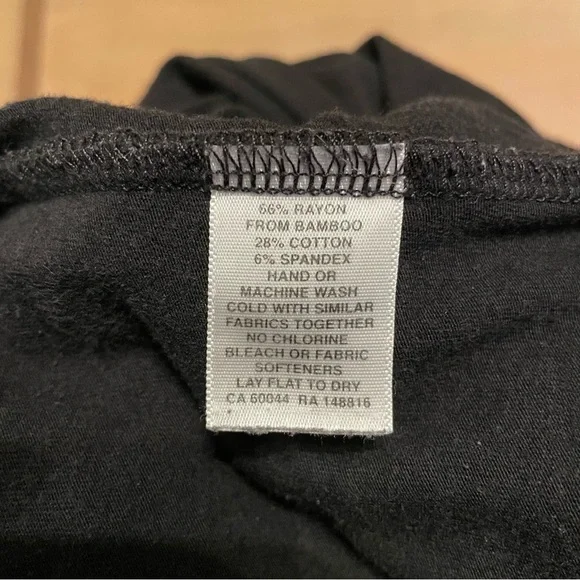 66% RAYON
FROM BAMBOO
28% COTTON
6% SPANDEX
HAND OR
MACHINE WASH
COLD WITH SIMILAR
FABRICS TOGETHER
NO CHLORINE
BLEACH OR FABRIC
SOFTENERS
LAY FLAT TO DRY
CA 60044 RA 148816